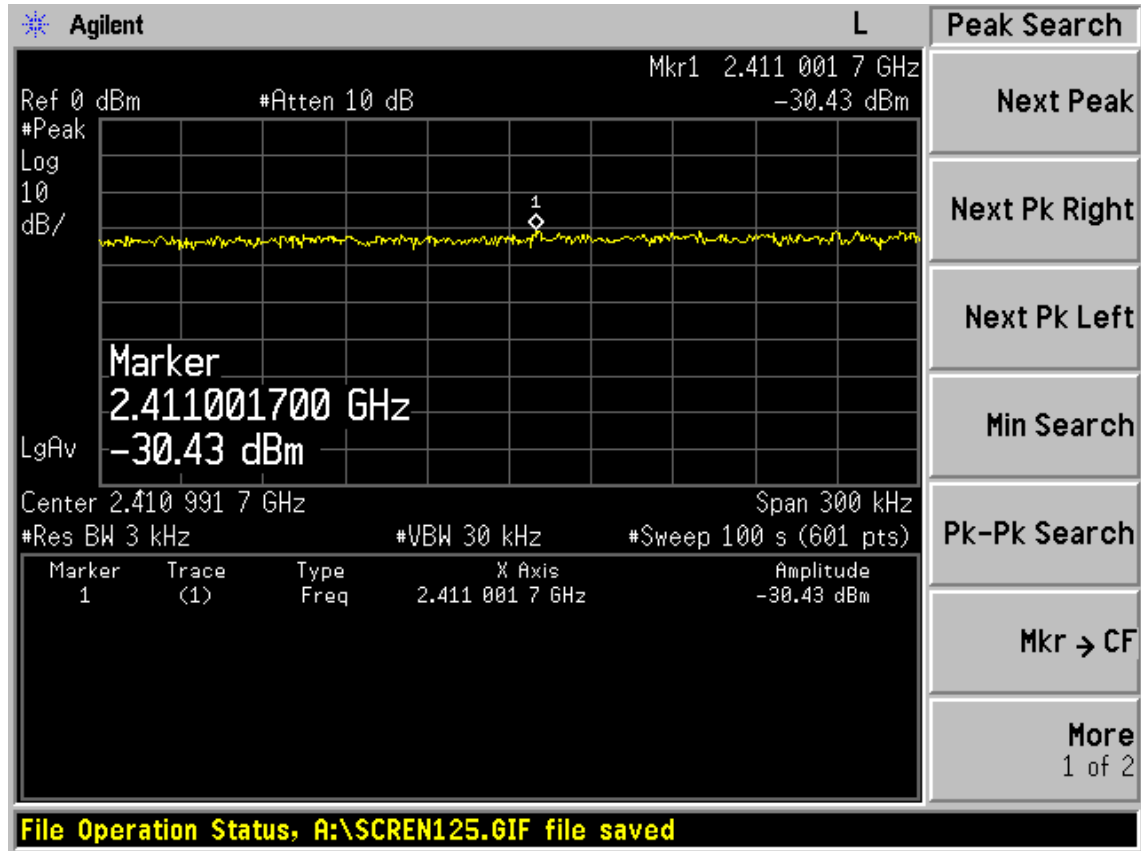 Agilent L Peak Search
Mkr1 2.411 001 7 GHz
Ref 0 dBm #Atten 10 dB -30.43 dBm
#Peak
Log
10
dB/
1
Marker
2.411001700 GHz
-30.43 dBm
LgAv
Center 2.410 991 7 GHz Span 300 kHz
#Res BW 3 kHz #VBW 30 kHz #Sweep 100 s (601 pts)
Marker Trace Type X Axis Amplitude
1 (1) Freq 2.411 001 7 GHz -30.43 dBm
Next Peak
Next Pk Right
Next Pk Left
Min Search
Pk-Pk Search
Mkr → CF
More
1 of 2
File Operation Status, A:\SCREN125.GIF file saved